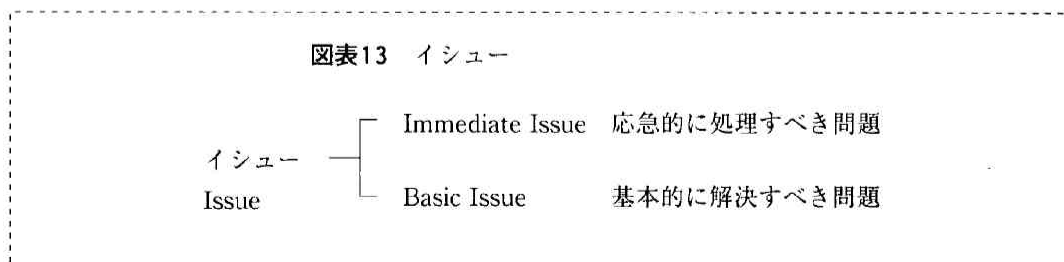 図表13 イシュー
Immediate Issue 応急的に処理すべき問題
イシュー
Issue
Basic Issue 基本的に解決すべき問題